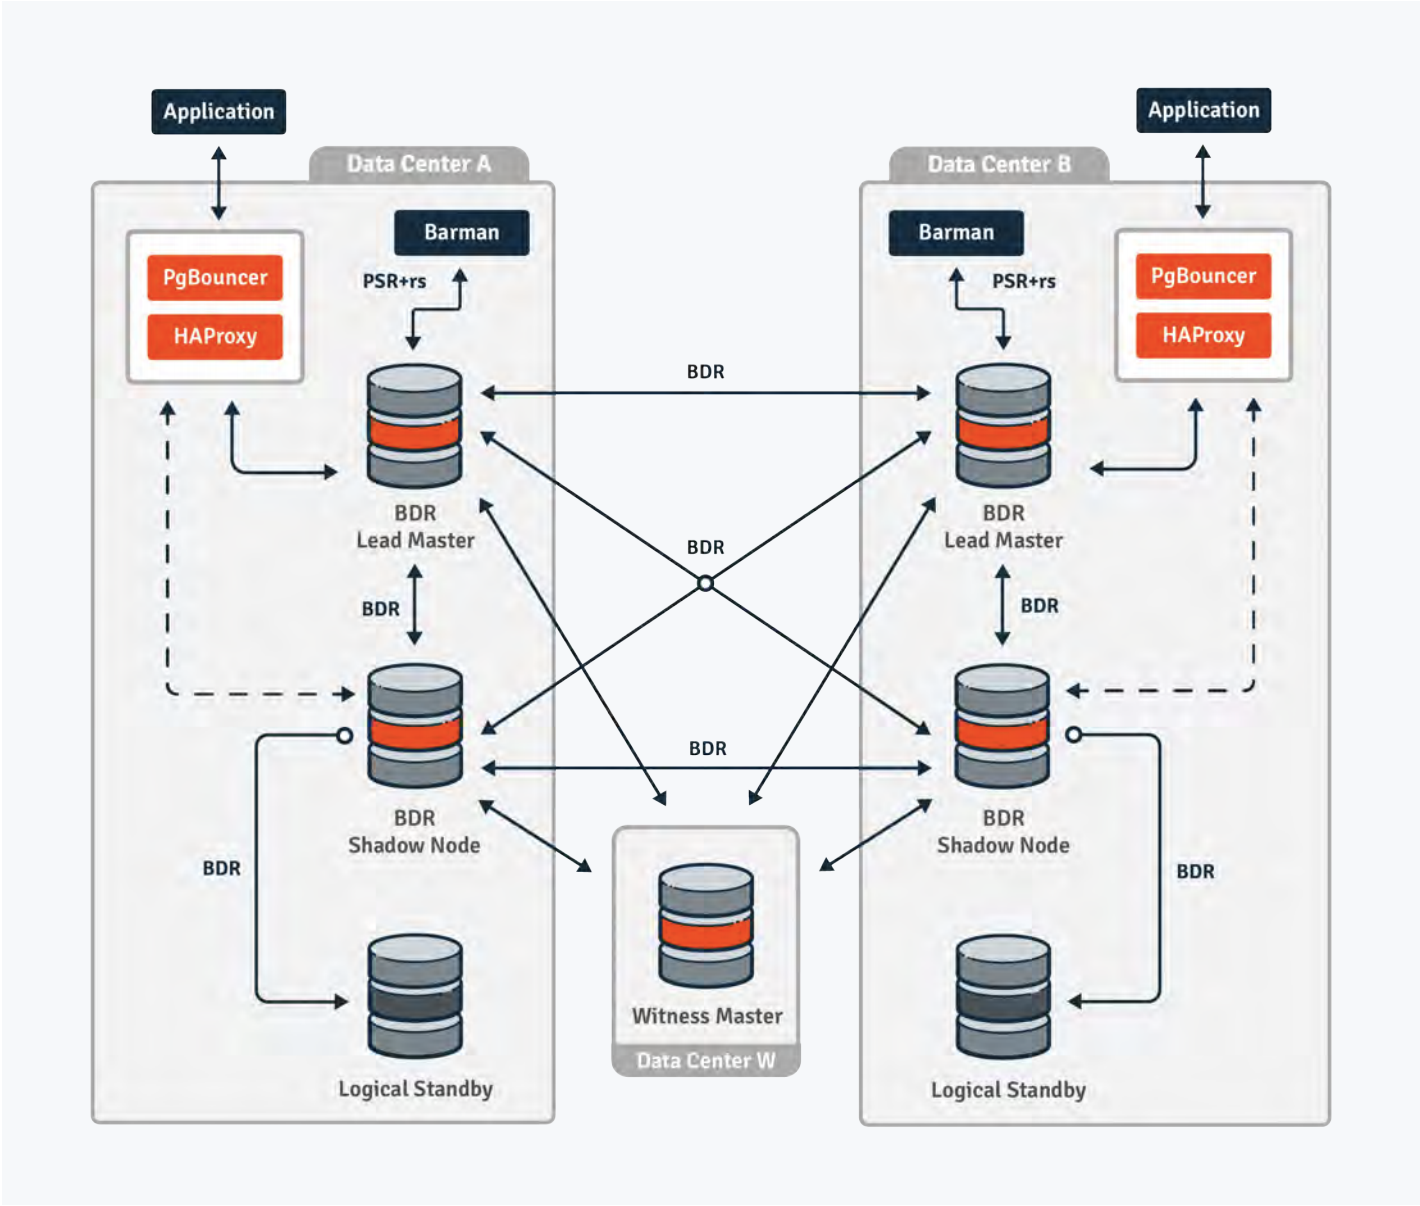 Application
Application
Data Center A
Data Center B
Barman
Barman
PgBouncer
HAProxy
PSR+rs
PSR+rs
PgBouncer
HAProxy
BDR
BDR
Lead Master
BDR
BDR
Lead Master
BDR
BDR
BDR
BDR
Shadow Node
BDR
Shadow Node
BDR
BDR
Witness Master
Data Center W
Logical Standby
Logical Standby